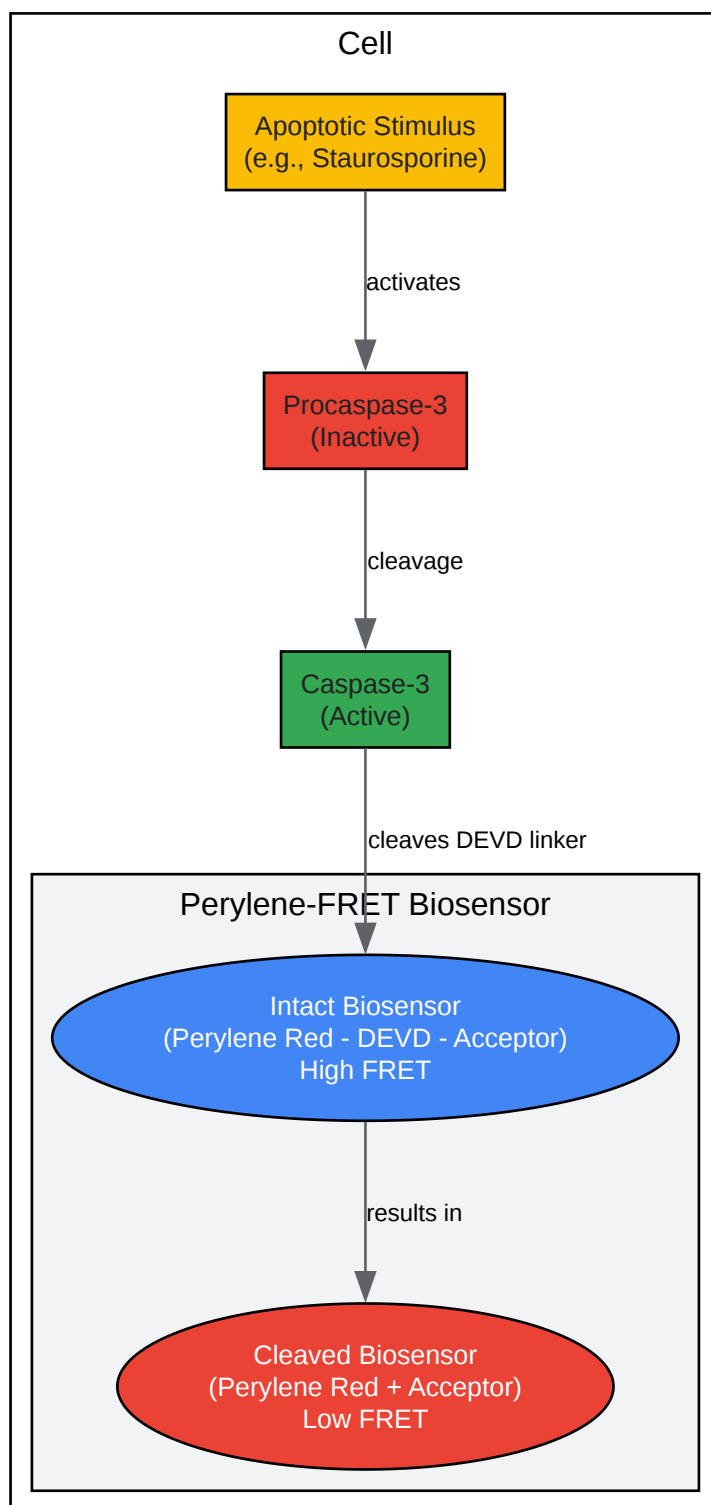 Cell
Apoptotic Stimulus
(e.g., Staurosporine)
activates
Procaspase-3
(Inactive)
cleavage
Caspase-3
(Active)
cleaves DEVD linker
Perylene-FRET Biosensor
Intact Biosensor
(Perylene Red - DEVD - Acceptor)
High FRET
results in
Cleaved Biosensor
(Perylene Red + Acceptor)
Low FRET